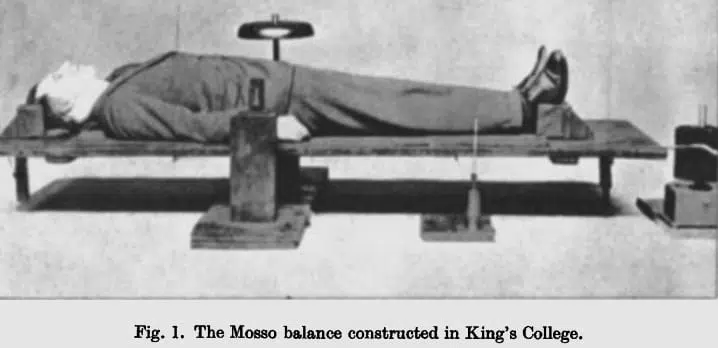 Fig. 1. The Mosso balance constructed in King's College.